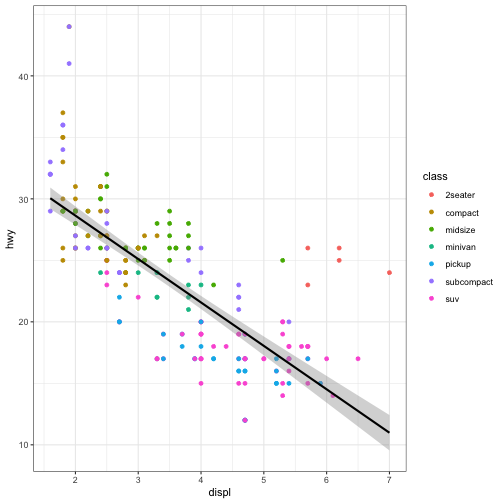 40
30
20
10
hwy
2
3
4
5
6
7
displ
class
2seater
compact
midsize
minivan
pickup
subcompact
suv